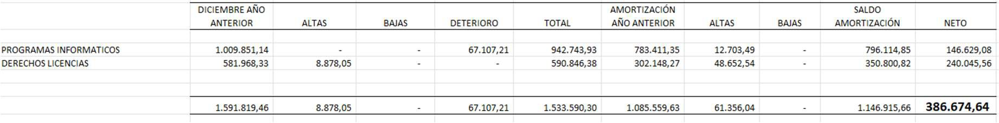 DICIEMBRE AÑO AMORTIZACIÓN SALDO
ANTERIOR ALTAS BAJAS DETERIORO TOTAL AÑO ANTERIOR ALTAS BAJAS AMORTIZACIÓN NETO
PROGRAMAS INFORMATICOS 1.009.851,14 - - 67.107,21 942.743,93 783.411,35 12.703,49 - 796.114,85 146.629,08
DERECHOS LICENCIAS 581.968,33 8.878,05 - - 590.846,38 302.148,27 48.652,54 - 350.800,82 240.045,56
1.591.819,46 8.878,05 - 67.107,21 1.533.590,30 1.085.559,63 61.356,04 - 1.146.915,66 386.674,64